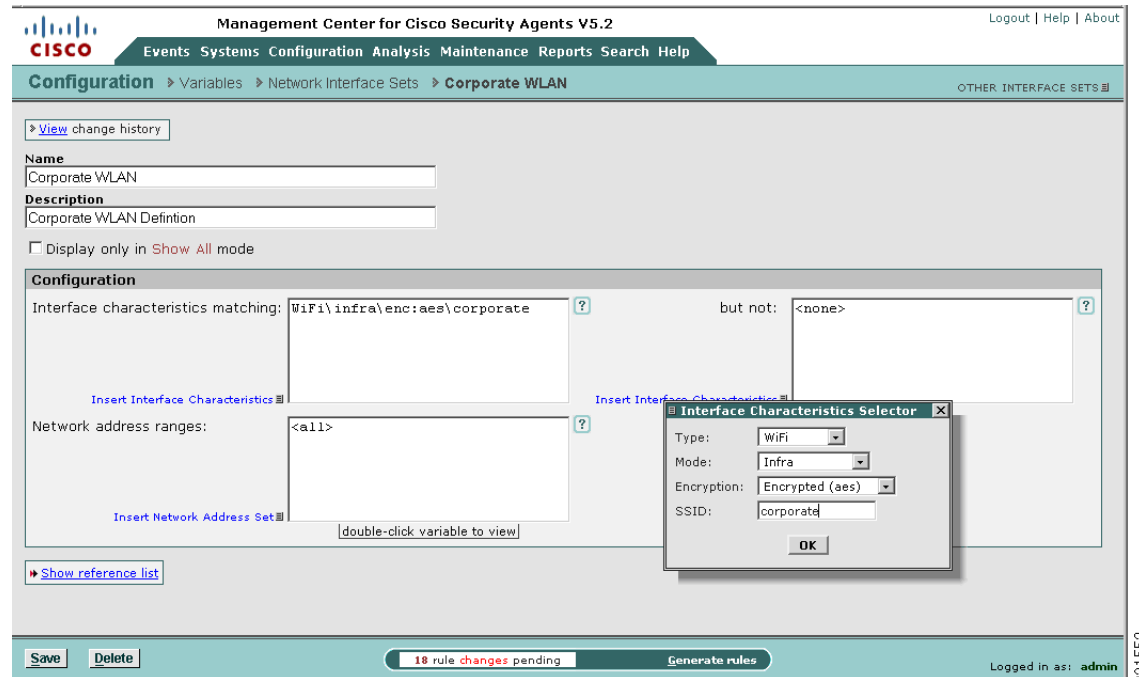 Management Center for Cisco Security Agents V5.2
Logout | Help | About
CISCO
Events Systems Configuration Analysis Maintenance Reports Search Help
Configuration > Variables > Network Interface Sets > Corporate WLAN
OTHER INTERFACE SETS
View change history
Name
Corporate WLAN
Description
Corporate WLAN Defintion
Display only in Show All mode
Configuration
Interface characteristics matching:
WiFi\infra\enc:aes\corporate
?
but not:
<none>
?
Insert Interface Characteristics
Insert Interface Characteristics
Network address ranges:
<all>
?
Insert Network Address Set
double-click variable to view
Interface Characteristics Selector X
Type: WiFi
Mode: Infra
Encryption: Encrypted (aes)
SSID: corporate
OK
Show reference list
Save
Delete
18 rule changes pending
Generate rules
Logged in as: admin